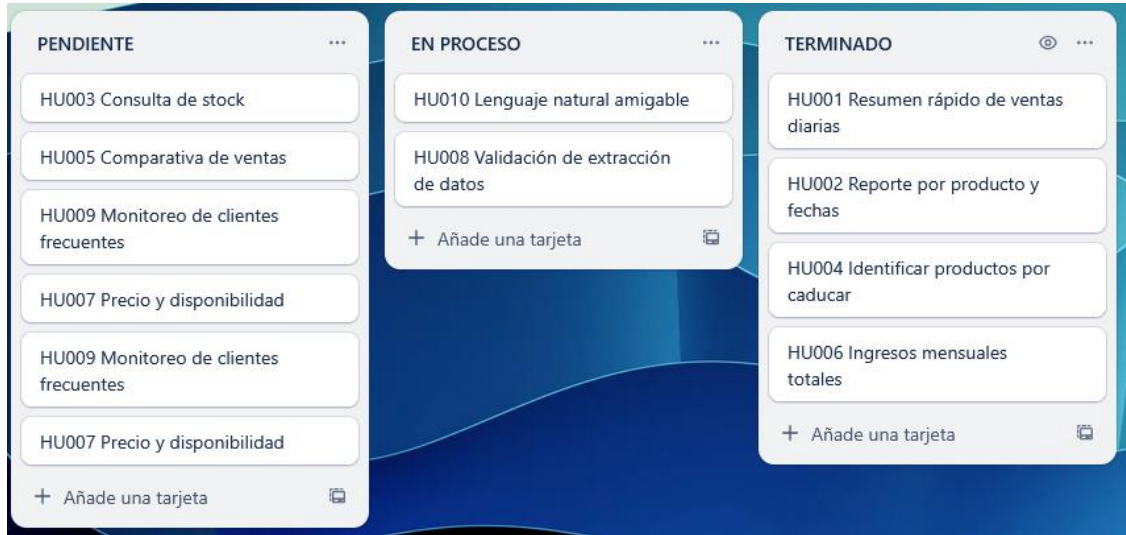 PENDIENTE
HU003 Consulta de stock
HU005 Comparativa de ventas
HU009 Monitoreo de clientes
frecuentes
HU007 Precio y disponibilidad
HU009 Monitoreo de clientes
frecuentes
HU007 Precio y disponibilidad
+ Añade una tarjeta
EN PROCESO
HU010 Lenguaje natural amigable
HU008 Validación de extracción
de datos
+ Añade una tarjeta
TERMINADO
HU001 Resumen rápido de ventas
diarias
HU002 Reporte por producto y
fechas
HU004 Identificar productos por
caducar
HU006 Ingresos mensuales
totales
+ Añade una tarjeta